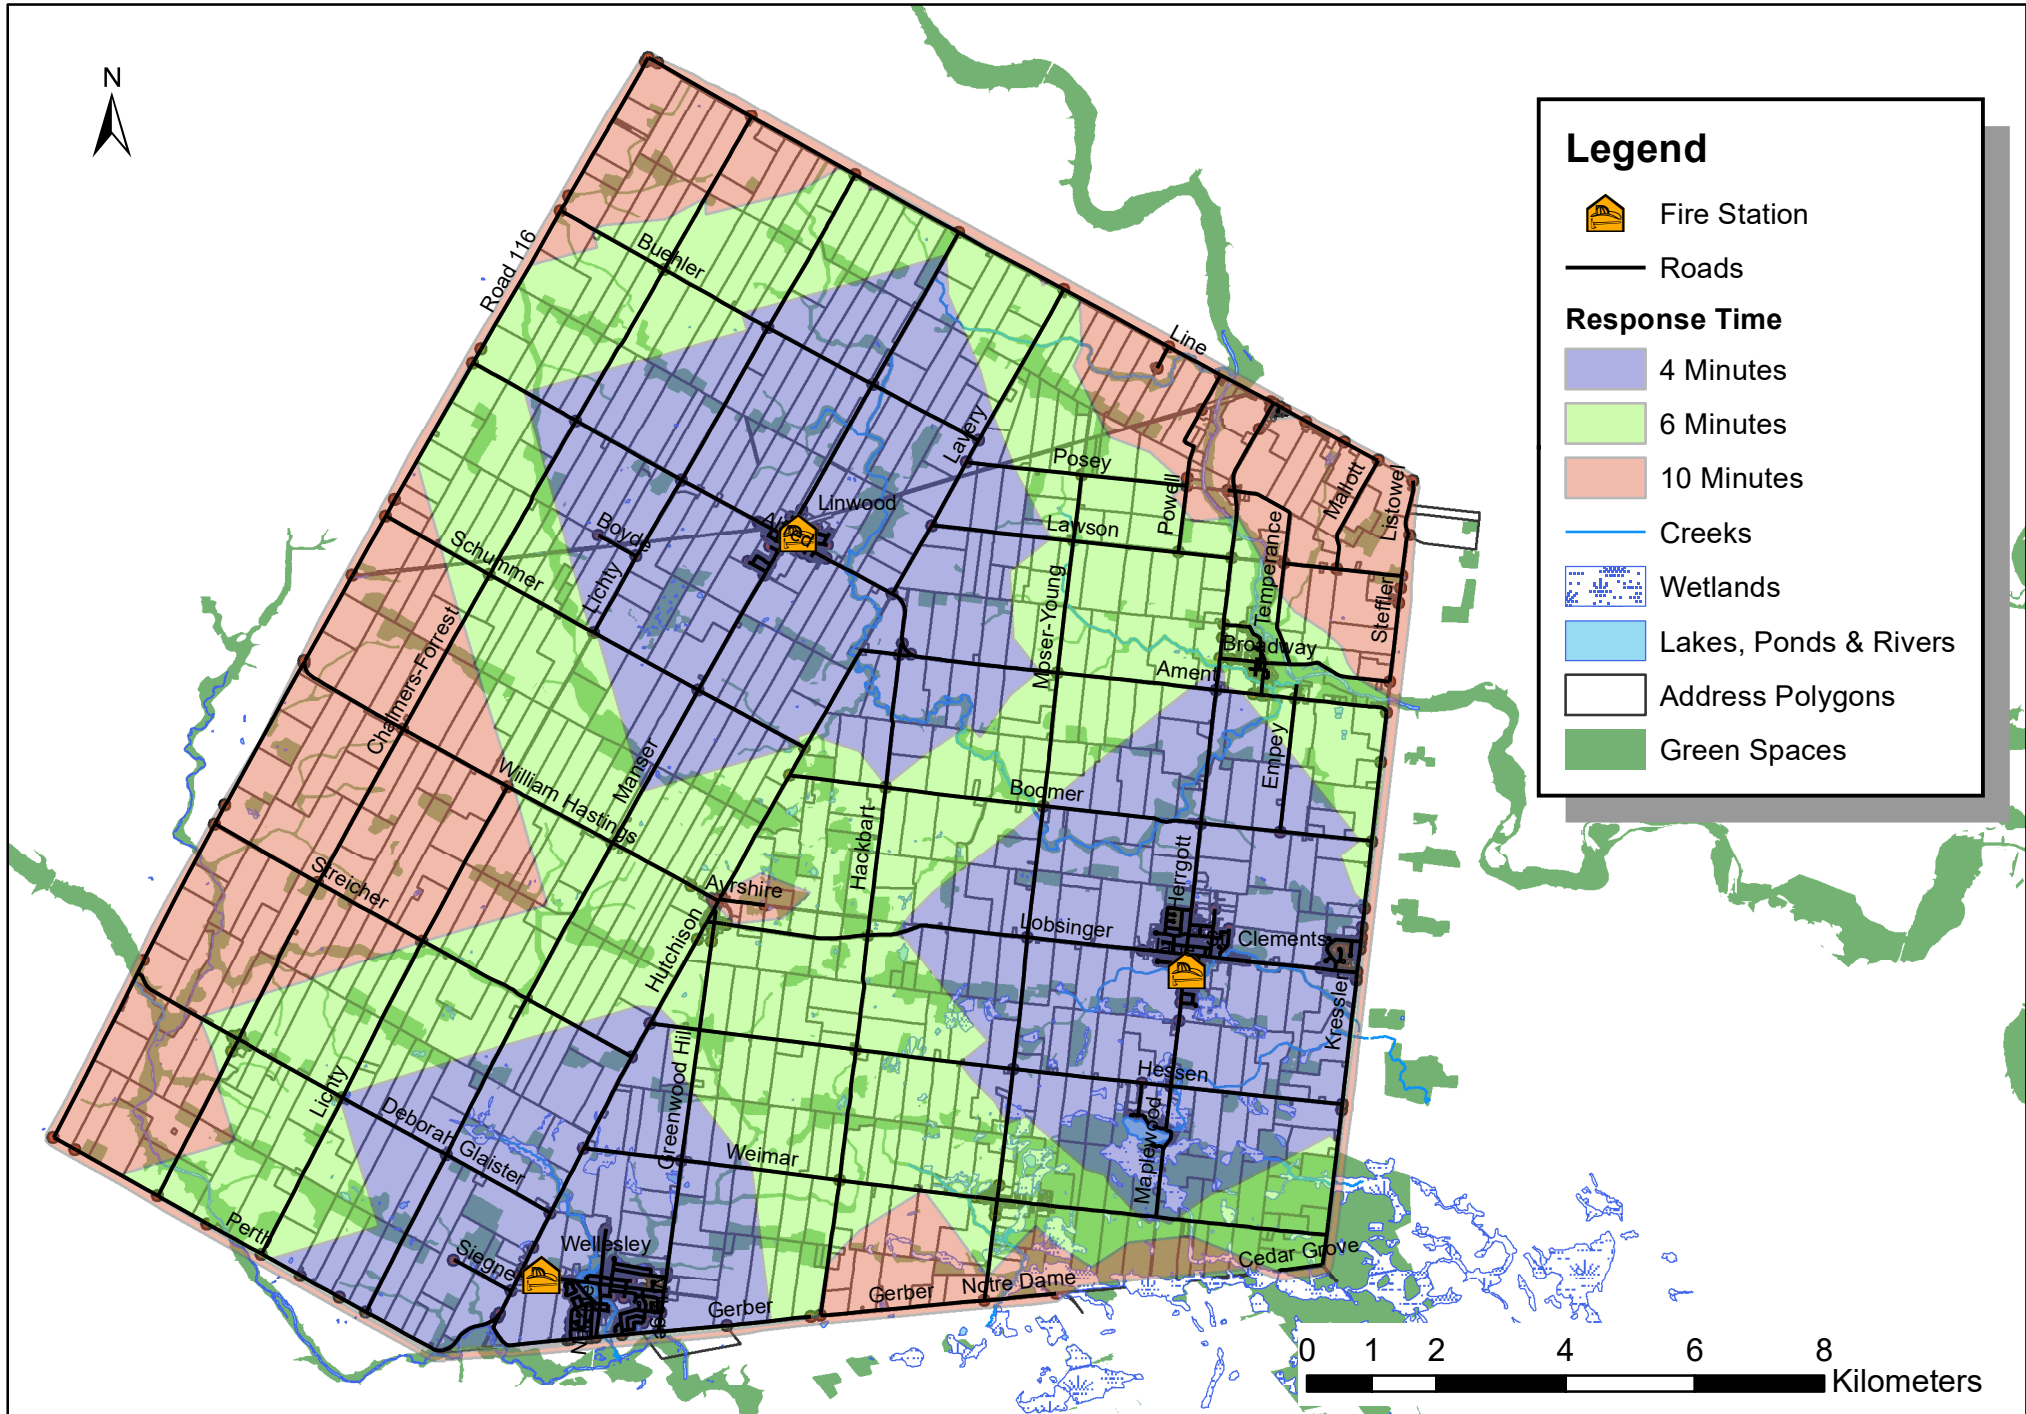 N
Legend
Fire Station
Roads
Response Time
4 Minutes
6 Minutes
10 Minutes
Creeks
Wetlands
Lakes, Ponds & Rivers
Address Polygons
Green Spaces
Road 116
Buehler
Line
Lavery
Posey
Powell
Mallott
Listowel
Linwood
Lawson
Boyde
Schummer
Lichty
Temperance
Moser-Young
Steffler
Broadway
Ament
Chalmers-Forrest
Manser
William Hastings
Boomer
Empey
Hackbart
Herrgott
Streicher
Ayrshire
Hutchison
Lobsinger
St. Clements
Kressler
Greenwood Hill
Hessen
Lichty
Deborah Glaister
Weimar
Maplewood
Perth
Siegner
Wellesley
Gerber
Gerber
Notre Dame
Cedar Grove
0 1 2 4 6 8
Kilometers